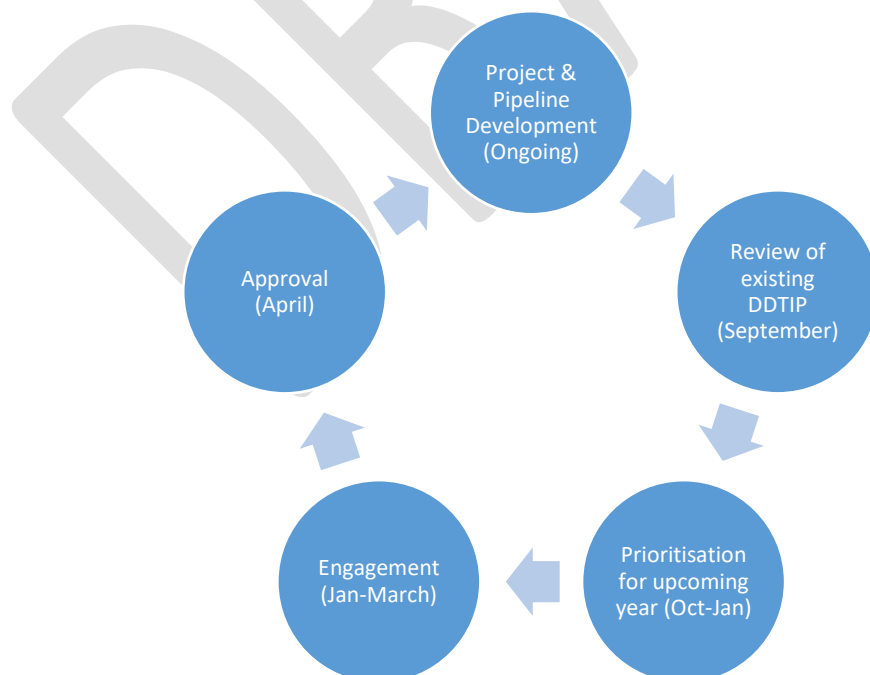 Project &
Pipeline
Development
(Ongoing)
Review of
existing
DDTIP
(September)
Prioritisation
for upcoming
year (Oct-Jan)
Engagement
(Jan-March)
Approval
(April)